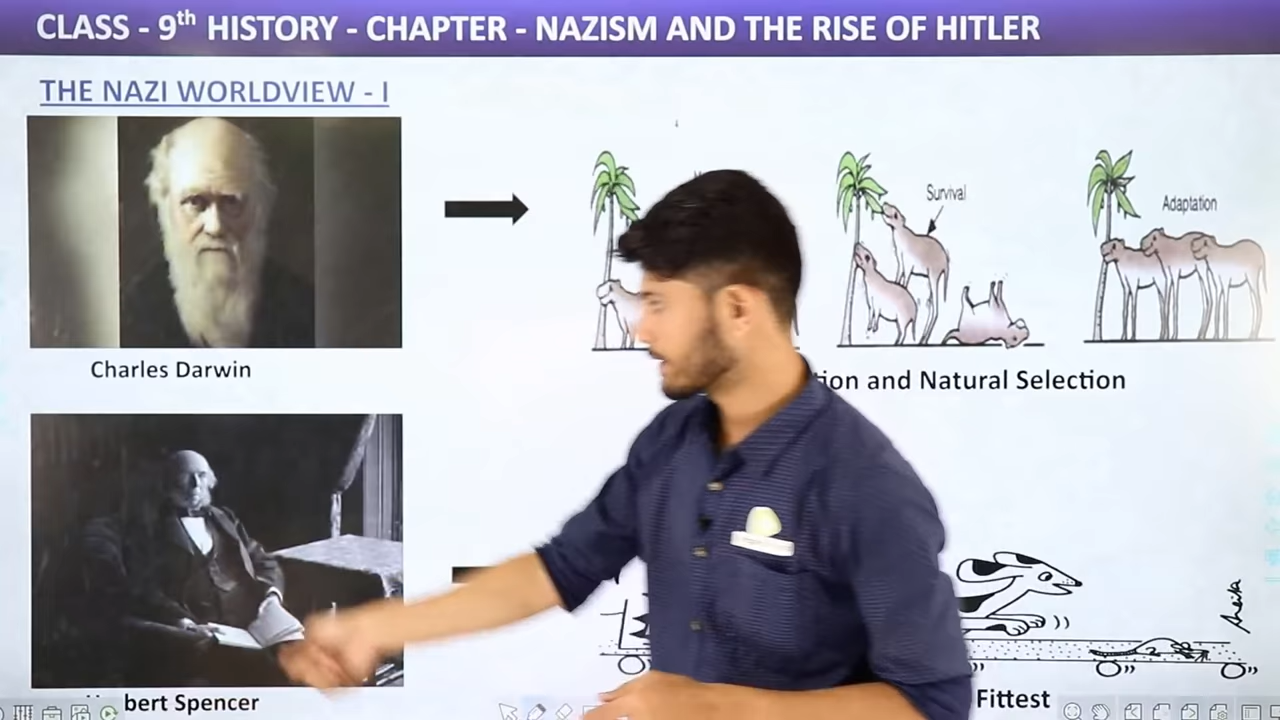 CLASS - 9th HISTORY - CHAPTER - NAZISM AND THE RISE OF HITLER
THE NAZI WORLDVIEW - I
Survival
Adaptation
Charles Darwin
and Natural Selection
bert Spencer
Fittest